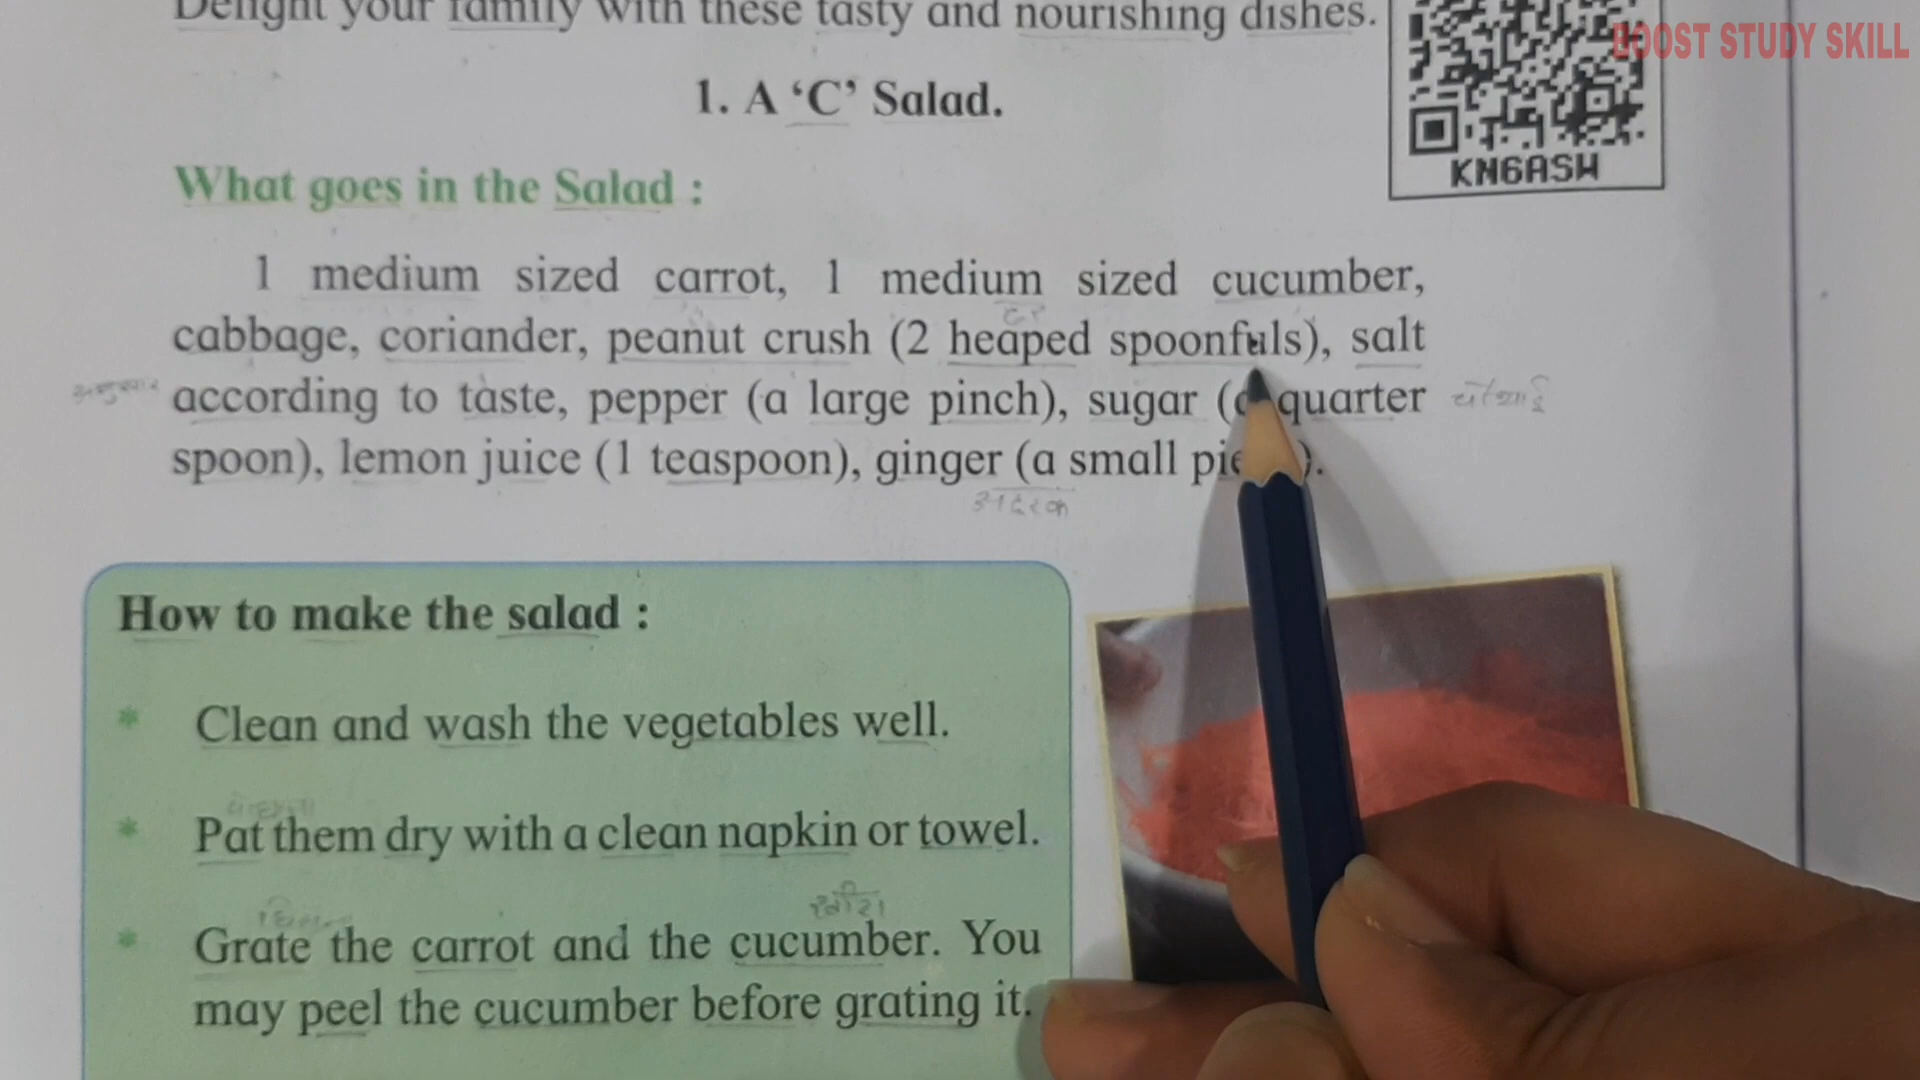 Delight your family with these tasty and nourishing dishes.
BOOST STUDY SKILL
1. A ‘C’ Salad.
KN6ASW
What goes in the Salad :
1 medium sized carrot, 1 medium sized cucumber,
cabbage, coriander, peanut crush (2 heaped spoonfuls), salt
according to taste, pepper (a large pinch), sugar (a quarter
spoon), lemon juice (1 teaspoon), ginger (a small
अदरक
How to make the salad :
* Clean and wash the vegetables well.
* Pat them dry with a clean napkin or towel.
खीरा
* Grate the carrot and the cucumber. You
may peel the cucumber before grating it.